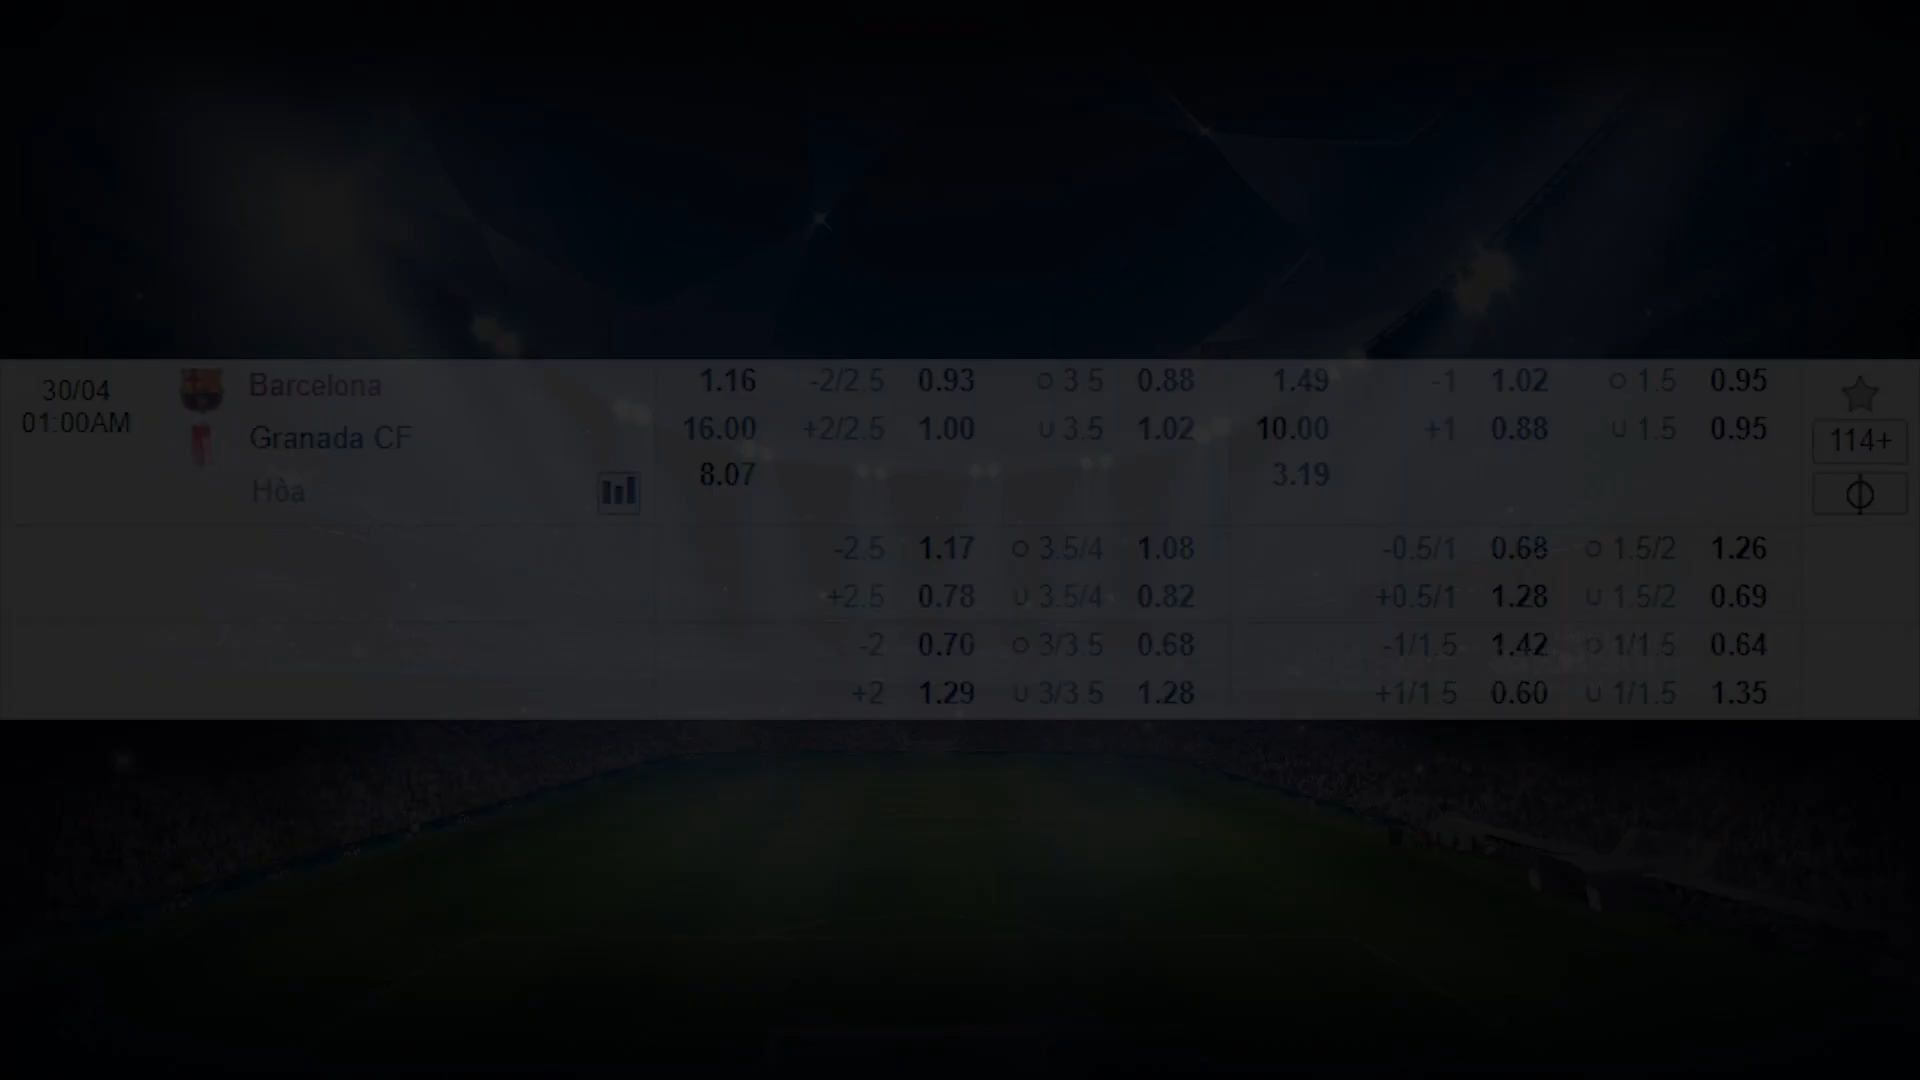 30/04 Barcelona 1.16 -2/2.5 0.93 O 3.5 0.88 1.49 -1 1.02 O 1.5 0.95
01:00AM Granada CF 16.00 +2/2.5 1.00 U 3.5 1.02 10.00 +1 0.88 U 1.5 0.95 114+
Hòa 8.07 3.19
-2.5 1.17 O 3.5/4 1.08 -0.5/1 0.68 O 1.5/2 1.26
+2.5 0.78 U 3.5/4 0.82 +0.5/1 1.28 U 1.5/2 0.69
-2 0.70 O 3/3.5 0.68 -1/1.5 1.42 O 1/1.5 0.64
+2 1.29 U 3/3.5 1.28 +1/1.5 0.60 U 1/1.5 1.35